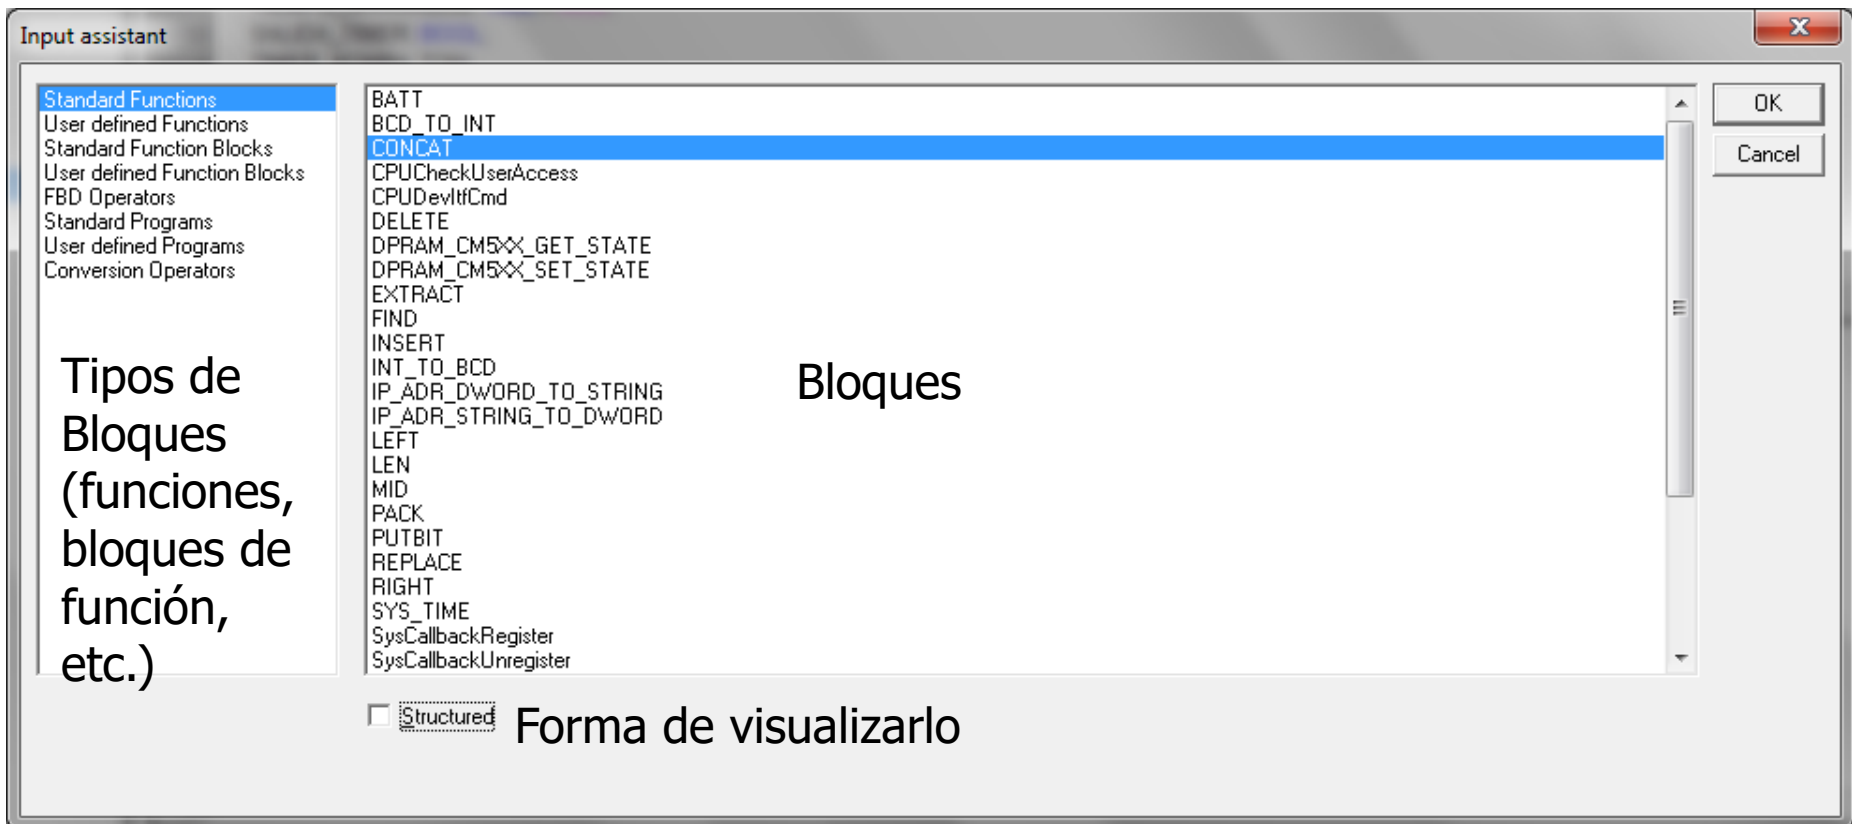 Input assistant
Standard Functions
User defined Functions
Standard Function Blocks
User defined Function Blocks
FBD Operators
Standard Programs
User defined Programs
Conversion Operators
Tipos de
Bloques
(funciones,
bloques de
función,
etc.)
BATT
BCD_TO_INT
CONCAT
CPUCheckUserAccess
CPUDevItfCmd
DELETE
DPRAM_CM5XX_GET_STATE
DPRAM_CM5XX_SET_STATE
EXTRACT
FIND
INSERT
INT_TO_BCD
IP_ADR_DWORD_TO_STRING
IP_ADR_STRING_TO_DWORD
LEFT
LEN
MID
PACK
PUTBIT
REPLACE
RIGHT
SYS_TIME
SysCallbackRegister
SysCallbackUnregister
Bloques
OK
Cancel
Structured
Forma de visualizarlo